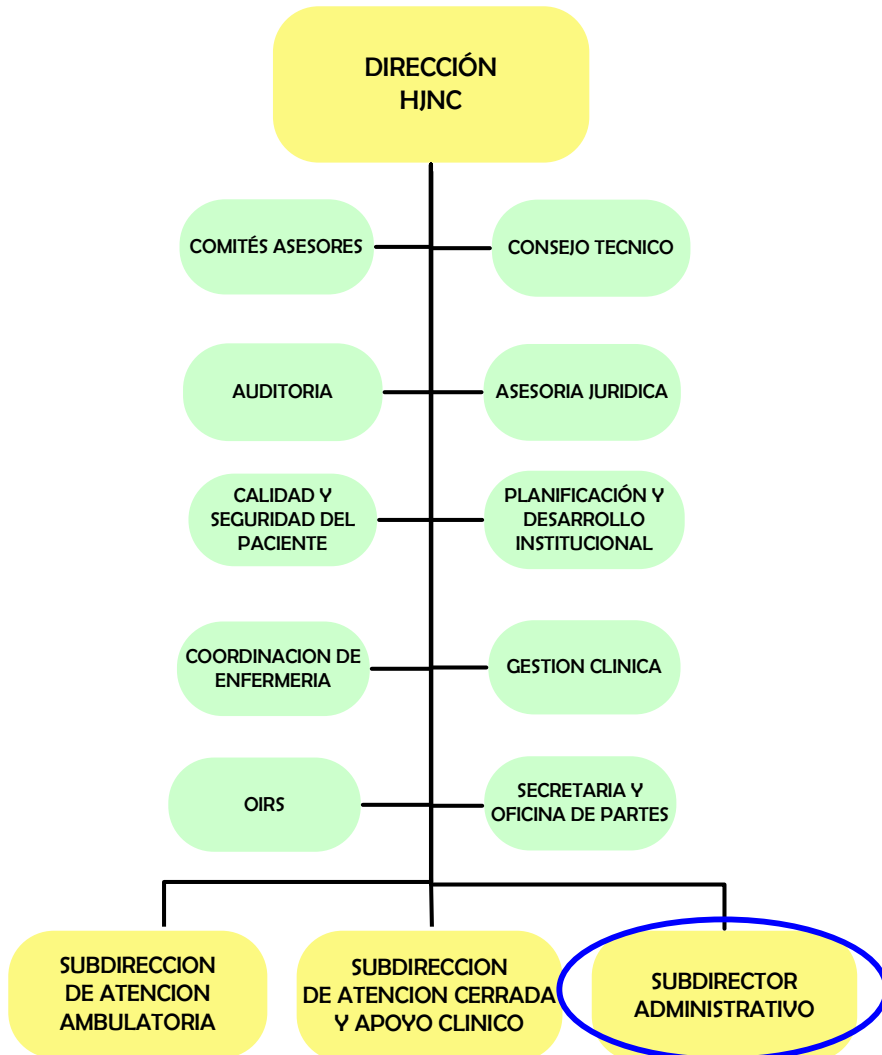 DIRECCIÓN
HJNC
COMITÉS ASESORES
CONSEJO TECNICO
AUDITORIA
ASESORIA JURIDICA
CALIDAD Y
SEGURIDAD DEL
PACIENTE
PLANIFICACIÓN Y
DESARROLLO
INSTITUCIONAL
COORDINACION DE
ENFERMERIA
GESTION CLINICA
OIRS
SECRETARIA Y
OFICINA DE PARTES
SUBDIRECCION
DE ATENCION
AMBULATORIA
SUBDIRECCION
DE ATENCION CERRADA
Y APOYO CLINICO
SUBDIRECTOR
ADMINISTRATIVO